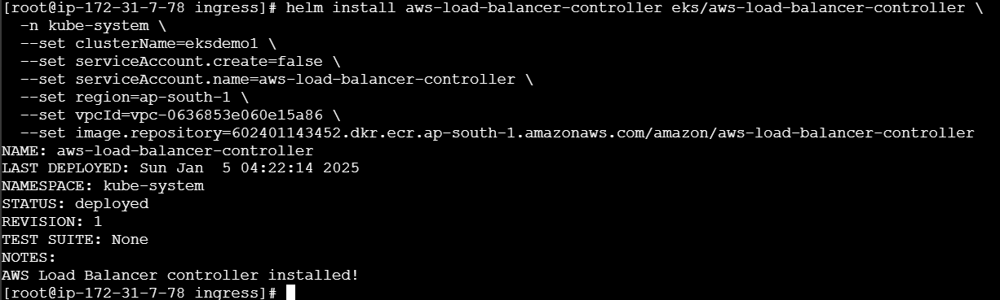 [root@ip-172-31-7-78 ingress]# helm install aws-load-balancer-controller eks/aws-load-balancer-controller \
  -n kube-system \
  --set clusterName=eksdemo1 \
  --set serviceAccount.create=false \
  --set serviceAccount.name=aws-load-balancer-controller \
  --set region=ap-south-1 \
  --set vpcId=vpc-0636853e060e15a86 \
  --set image.repository=602401143452.dkr.ecr.ap-south-1.amazonaws.com/amazon/aws-load-balancer-controller
NAME: aws-load-balancer-controller
LAST DEPLOYED: Sun Jan  5 04:22:14 2025
NAMESPACE: kube-system
STATUS: deployed
REVISION: 1
TEST SUITE: None
NOTES:
AWS Load Balancer controller installed!
[root@ip-172-31-7-78 ingress]#